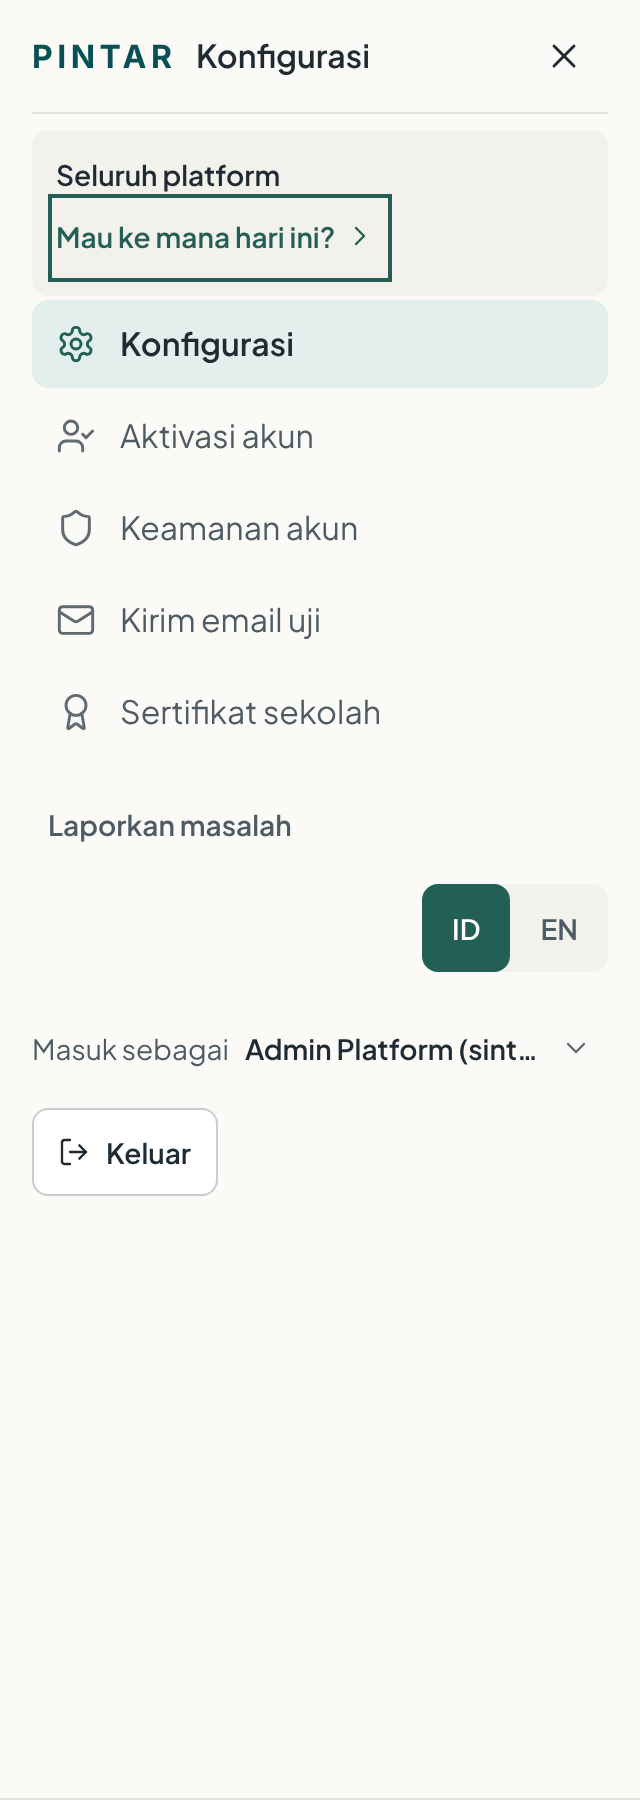 PINTAR Konfigurasi
Seluruh platform
Mau ke mana hari ini?
Konfigurasi
Aktivasi akun
Keamanan akun
Kirim email uji
Sertifikat sekolah
Laporkan masalah
ID EN
Masuk sebagai Admin Platform (sint...
Keluar